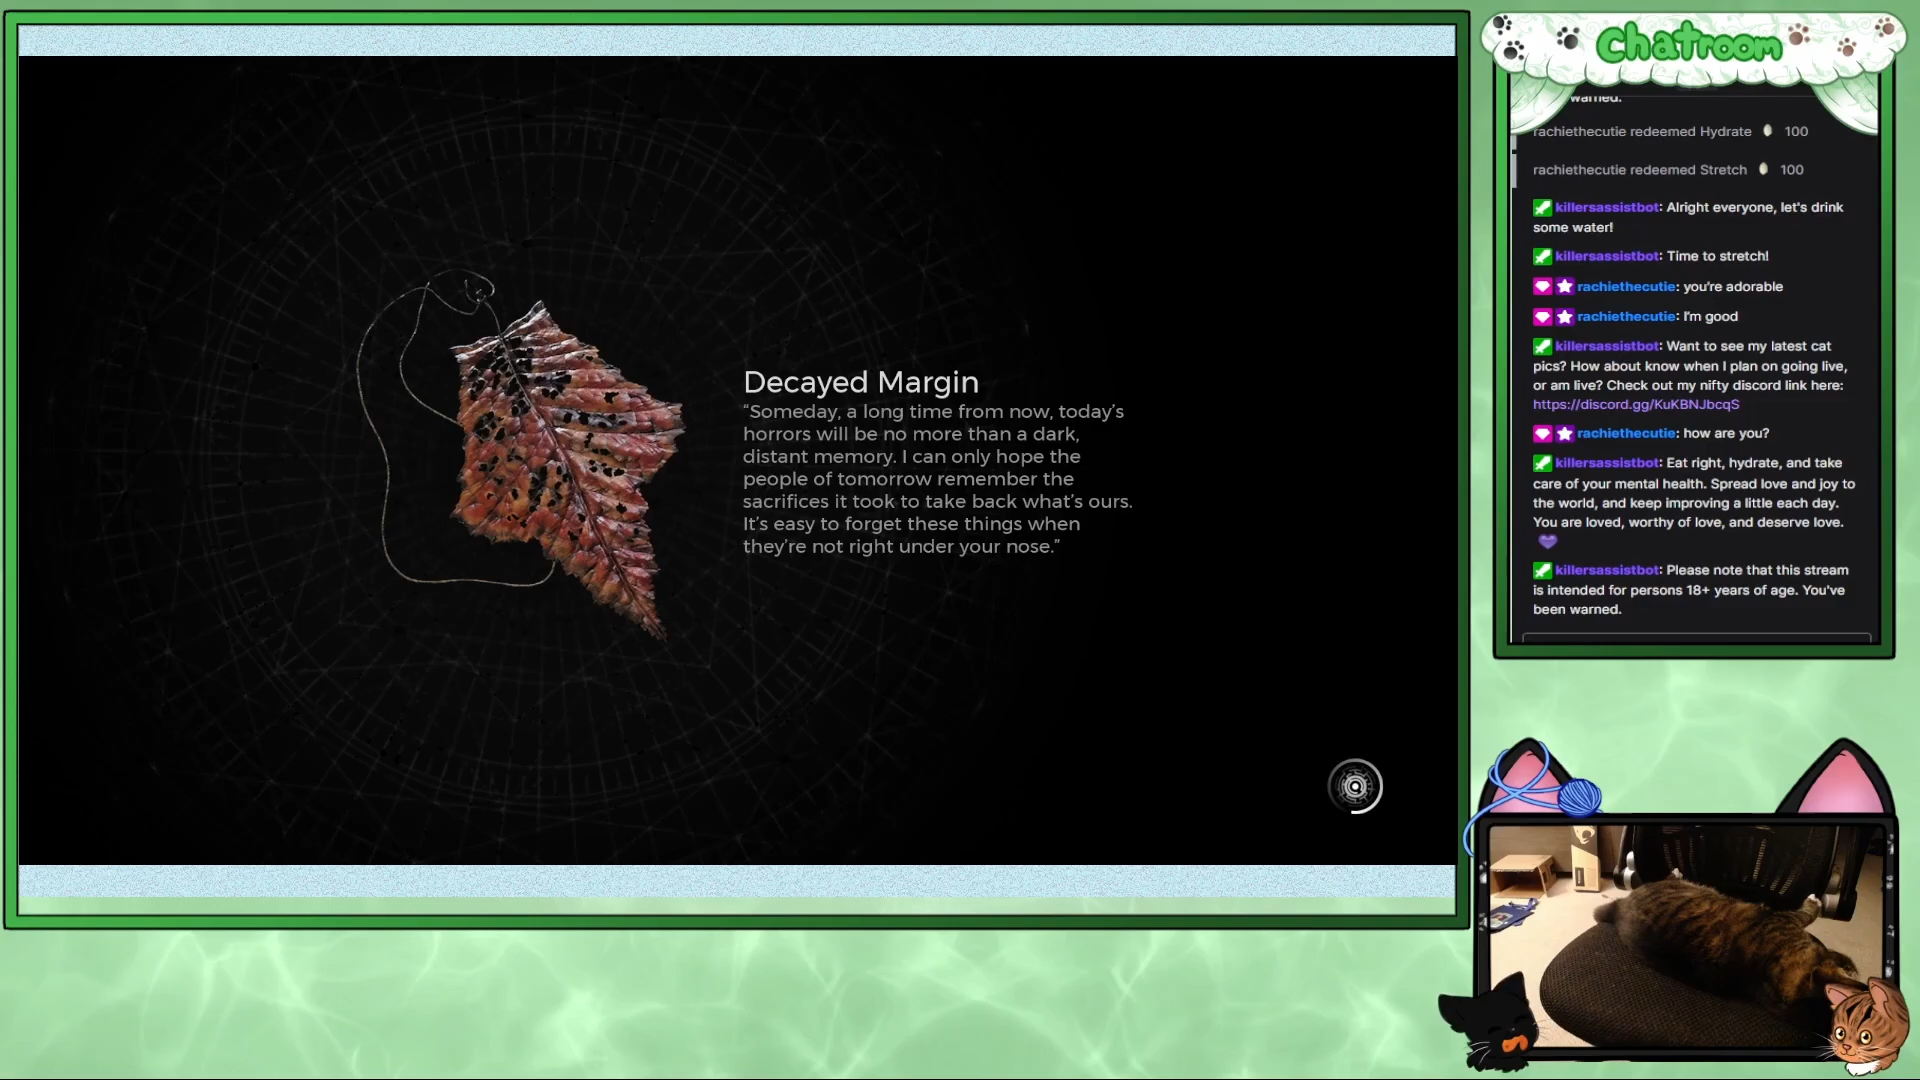 Decayed Margin
“Someday, a long time from now, today’s
horrors will be no more than a dark,
distant memory. I can only hope the
people of tomorrow remember the
sacrifices it took to take back what’s ours.
It’s easy to forget these things when
they’re not right under your nose.”
Chatroom
warned.
rachiethecutie redeemed Hydrate 100
rachiethecutie redeemed Stretch 100
killersassistbot: Alright everyone, let's drink
some water!
killersassistbot: Time to stretch!
rachiethecutie: you're adorable
rachiethecutie: I'm good
killersassistbot: Want to see my latest cat
pics? How about know when I plan on going live,
or am live? Check out my nifty discord link here:
https://discord.gg/KuKBNJbcqS
rachiethecutie: how are you?
killersassistbot: Eat right, hydrate, and take
care of your mental health. Spread love and joy to
the world, and keep improving a little each day.
You are loved, worthy of love, and deserve love.
killersassistbot: Please note that this stream
is intended for persons 18+ years of age. You've
been warned.